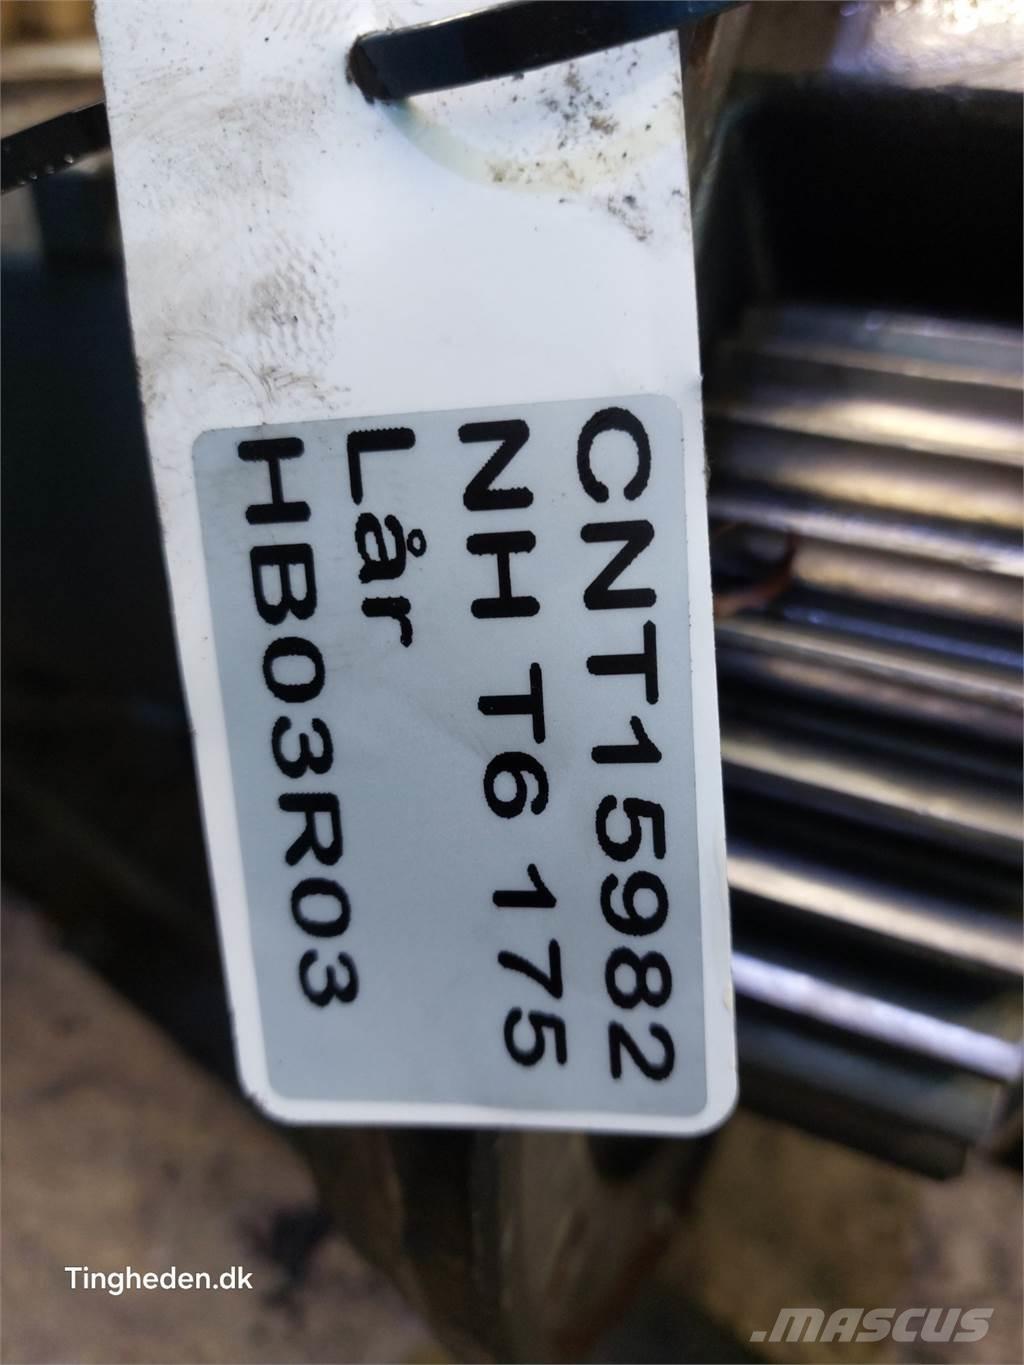 CNT15982
NH T6 175
Lår
HB03R03
Tingheden.dk
.MASCUS